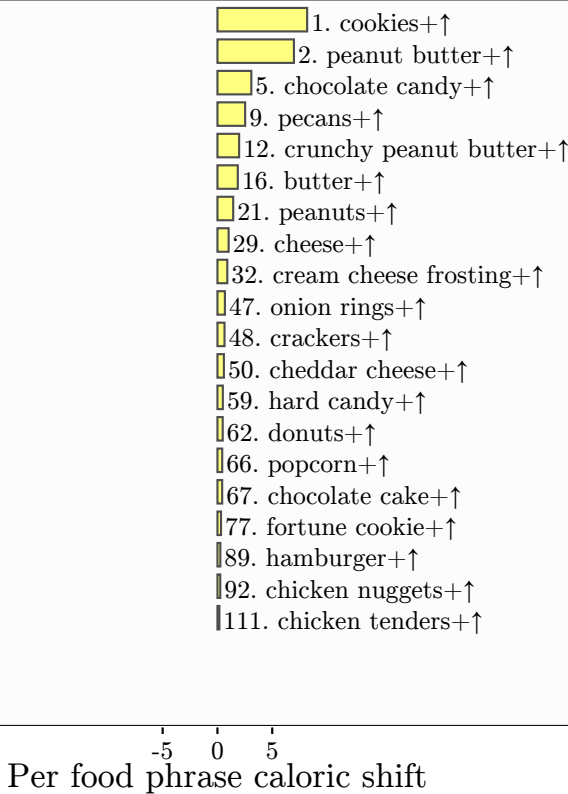 1. cookies+↑
2. peanut butter+↑
5. chocolate candy+↑
9. pecans+↑
12. crunchy peanut butter+↑
16. butter+↑
21. peanuts+↑
29. cheese+↑
32. cream cheese frosting+↑
47. onion rings+↑
48. crackers+↑
50. cheddar cheese+↑
59. hard candy+↑
62. donuts+↑
66. popcorn+↑
67. chocolate cake+↑
77. fortune cookie+↑
89. hamburger+↑
92. chicken nuggets+↑
111. chicken tenders+↑
-5 0 5
Per food phrase caloric shift